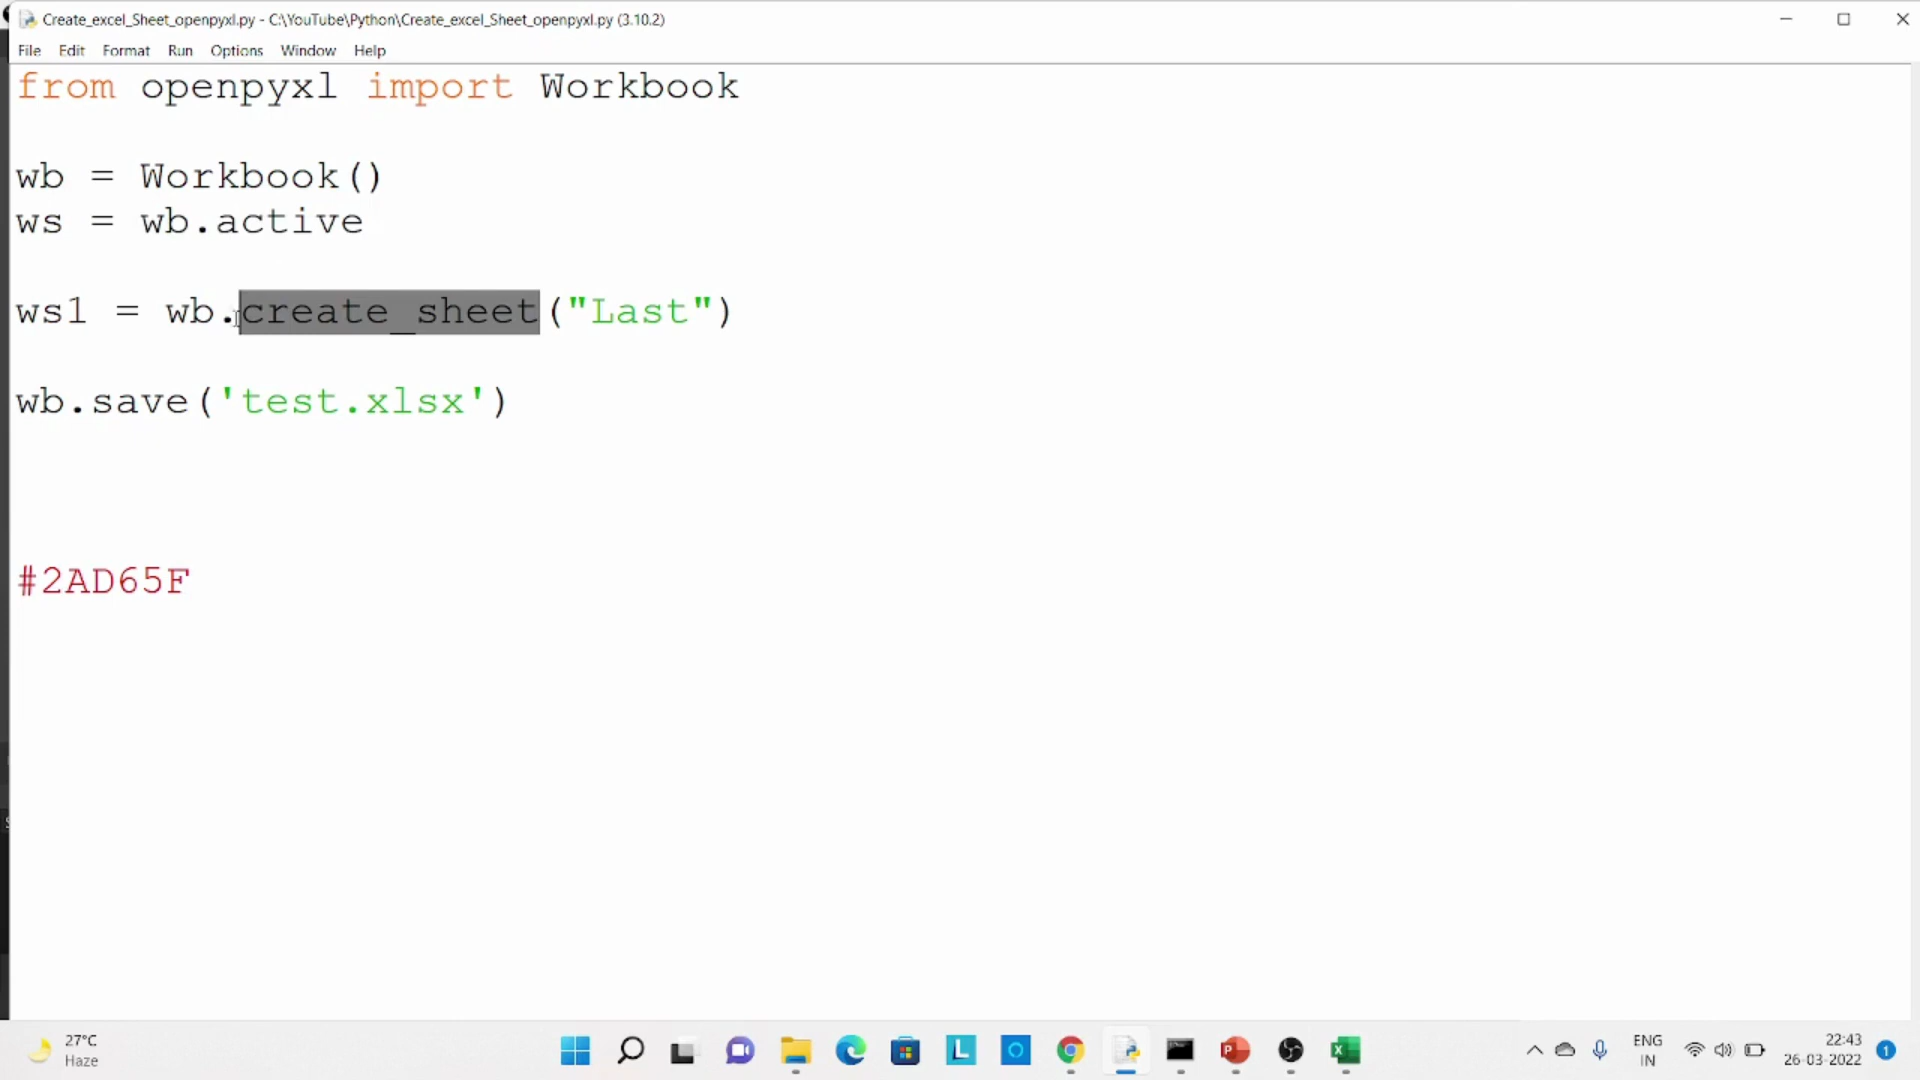 Create_excel_Sheet_openpyxl.py - C:\YouTube\Python\Create_excel_Sheet_openpyxl.py (3.10.2)
File Edit Format Run Options Window Help
from openpyxl import Workbook
wb = Workbook()
ws = wb.active
ws1 = wb.create_sheet("Last")
wb.save('test.xlsx')
#2AD65F
27°C
Haze
ENG
IN
22:43
26-03-2022
1